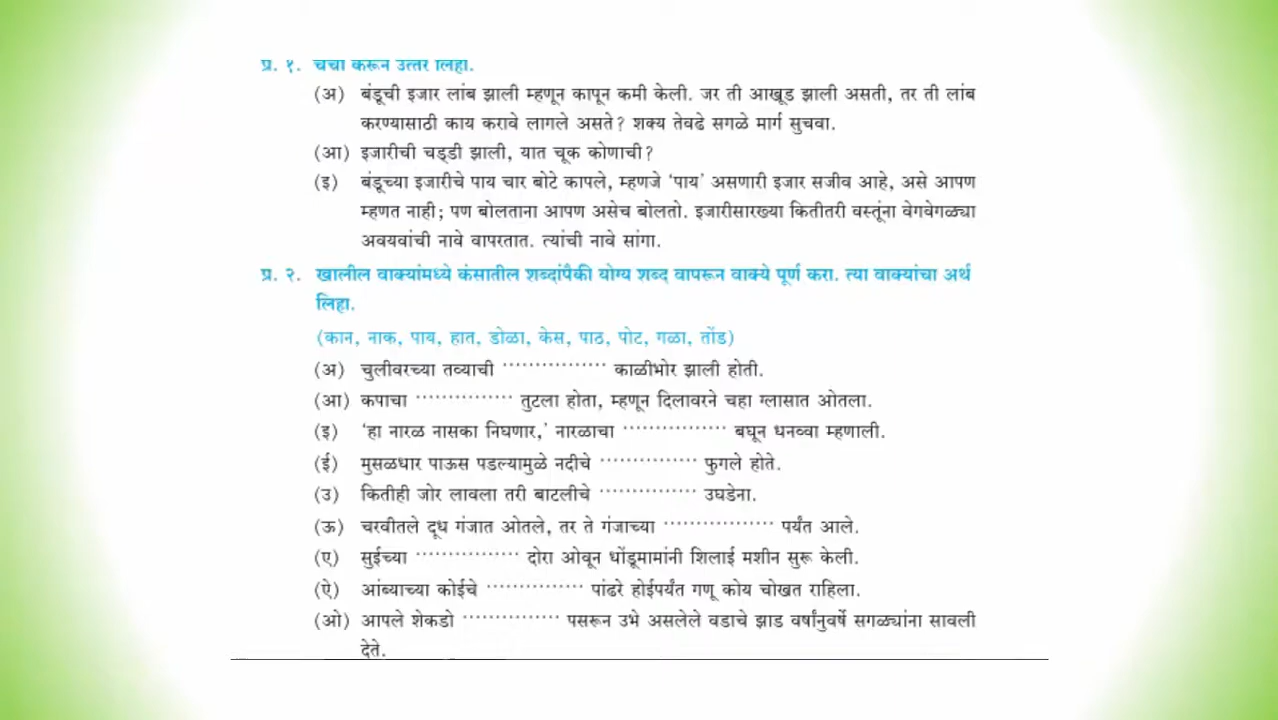 प्र. १. चर्चा करून उत्तर लिहा.
(अ) बंडूची इजार लांब झाली म्हणून कापून कमी केली. जर ती आखूड झाली असती, तर ती लांब
करण्यासाठी काय करावे लागले असते? शक्य तेवढे सगळे मार्ग सुचवा.
(आ) इजारीची चड्डी झाली, यात चूक कोणाची?
(इ) बंडूच्या इजारीचे पाय चार बोटे कापले, म्हणजे ‘पाय’ असणारी इजार सजीव आहे, असे आपण
म्हणत नाही; पण बोलताना आपण असेच बोलतो. इजारीसारख्या कितीतरी वस्तूंना वेगवेगळ्या
अवयवांची नावे वापरतात. त्यांची नावे सांगा.
प्र. २. खालील वाक्यांमध्ये कंसातील शब्दांपैकी योग्य शब्द वापरून वाक्ये पूर्ण करा. त्या वाक्यांचा अर्थ
लिहा.
(कान, नाक, पाय, हात, डोळा, केस, पाठ, पोट, गळा, तोंड)
(अ) चुलीवरच्या तव्याची ................ काळीभोर झाली होती.
(आ) कपाचा ............... तुटला होता, म्हणून दिलावरने चहा ग्लासात ओतला.
(इ) ‘हा नारळ नासका निघणार,’ नारळाचा ................ बघून धनव्वा म्हणाली.
(ई) मुसळधार पाऊस पडल्यामुळे नदीचे ............... फुगले होते.
(उ) कितीही जोर लावला तरी बाटलीचे ............... उघडेना.
(ऊ) चरवीतले दूध गंजात ओतले, तर ते गंजाच्या ................. पर्यंत आले.
(ए) सुईच्या ................ दोरा ओवून धोंडूमामांनी शिलाई मशीन सुरू केली.
(ऐ) आंब्याच्या कोईचे ............... पांढरे होईपर्यंत गणू कोय चोखत राहिला.
(ओ) आपले शेकडो ............... पसरून उभे असलेले वडाचे झाड वर्षांनुवर्षे सगळ्यांना सावली
देते.